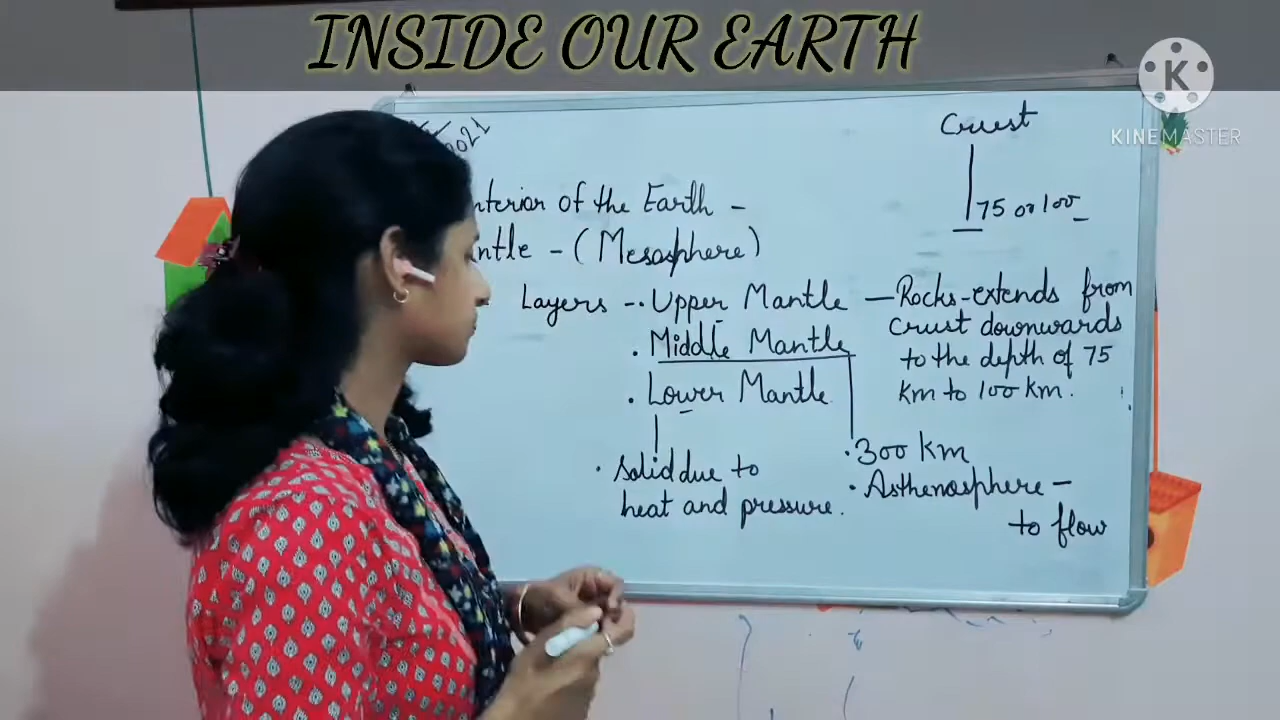 INSIDE OUR EARTH
K
KINEMASTER
2021
Crust
75 or 100
nterior of the Earth -
ntle - (Mesosphere)
Layers -. Upper Mantle
. Middle Mantle
. Lower Mantle
— Rocks-extends from
crust downwards
to the depth of 75
km to 100 km.
. solid due to
heat and pressure.
. 300 km
. Asthenosphere -
to flow